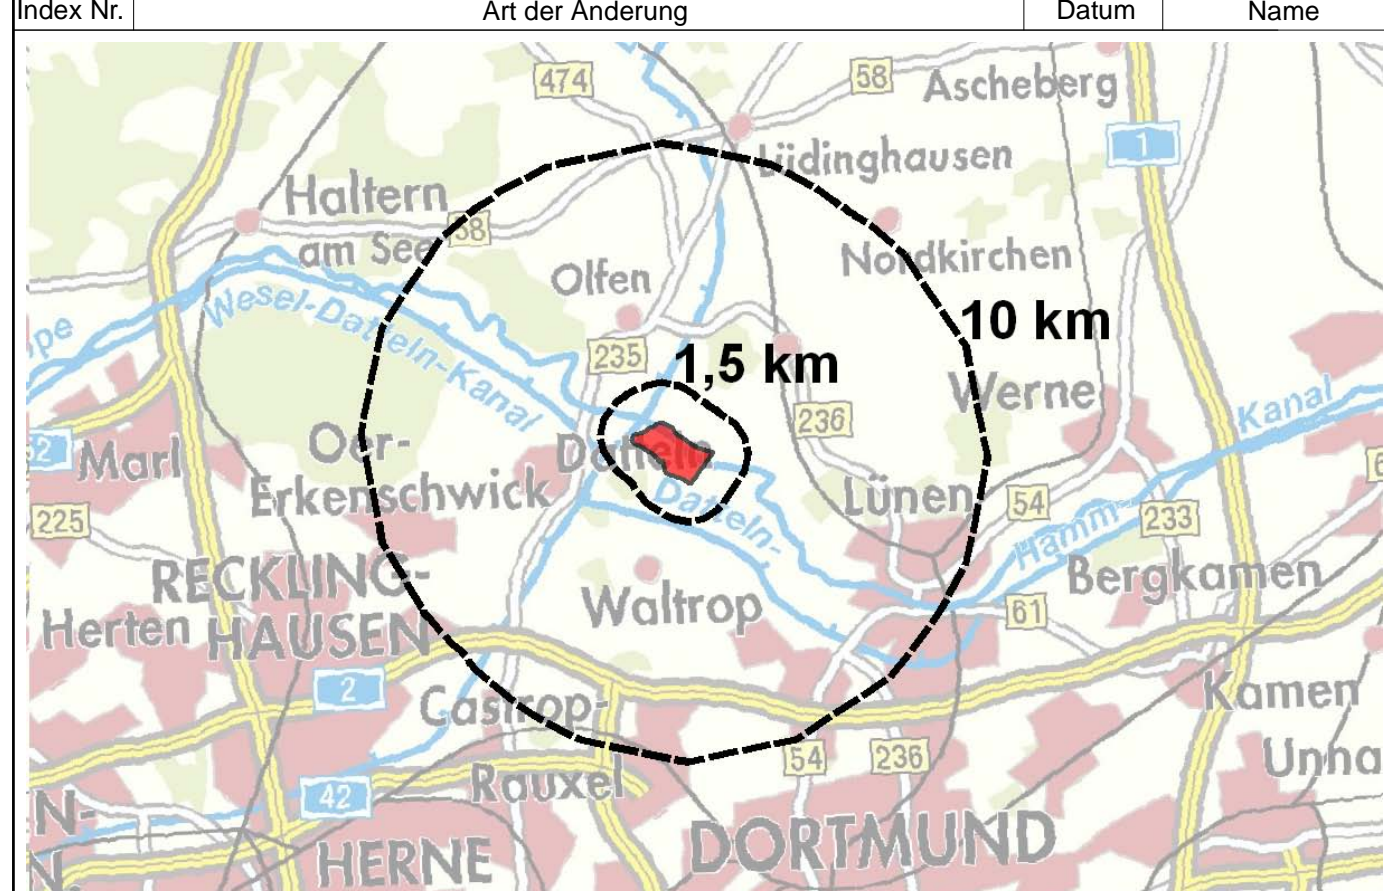 Index Nr. Art der Änderung Datum Name
474
58
Ascheberg
1
Lüdinghausen
Haltern
am See
58
Nordkirchen
Olfen
Wesel-Datteln-Kanal
10 km
235
1,5 km
Werne
236
Kanal
Oer-
Erkenschwick
Datteln
Marl
Lünen
54
225
Datteln-
Hamm-
233
RECKLING-
HAUSEN
Bergkamen
Herten
Waltrop
61
2
Castrop-
Rauxel
Kamen
54
236
Unna
42
N-
N.
DORTMUND
HERNE